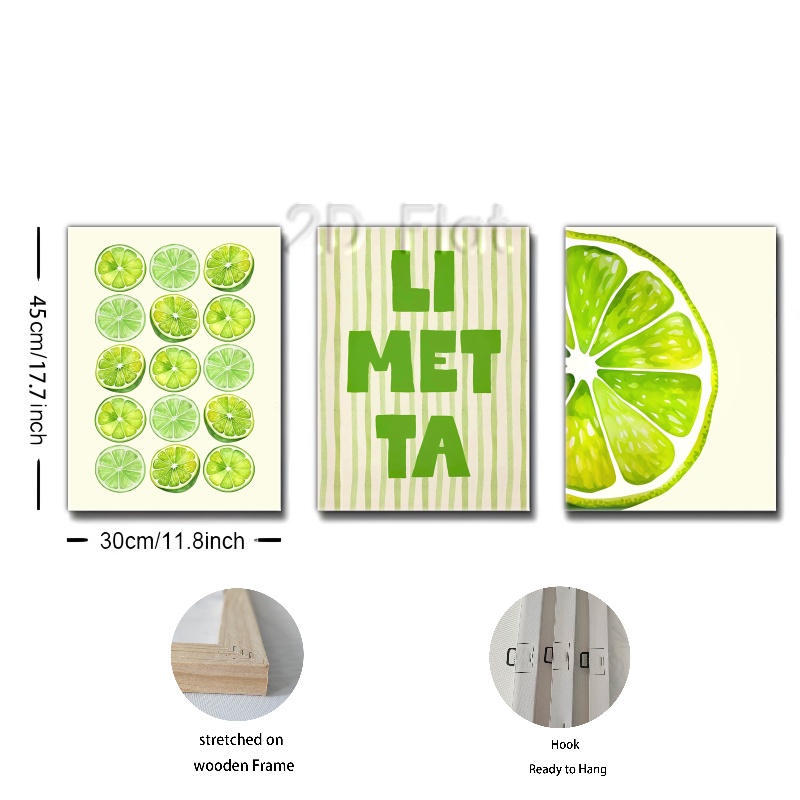 2D Flat
45cm/17.7inch
LI
MET
TA
30cm/11.8inch
stretched on
wooden Frame
Hook
Ready to Hang